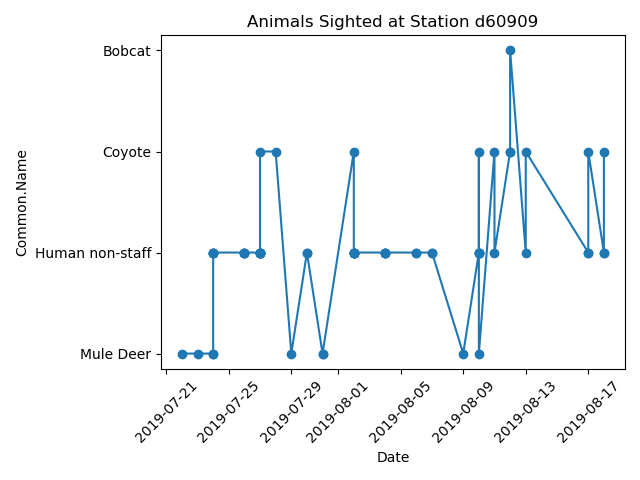 Animals Sighted at Station d60909
Bobcat
Coyote
Human non-staff
Mule Deer
Common.Name
2019-07-21
2019-07-25
2019-07-29
2019-08-01
2019-08-05
2019-08-09
2019-08-13
2019-08-17
Date